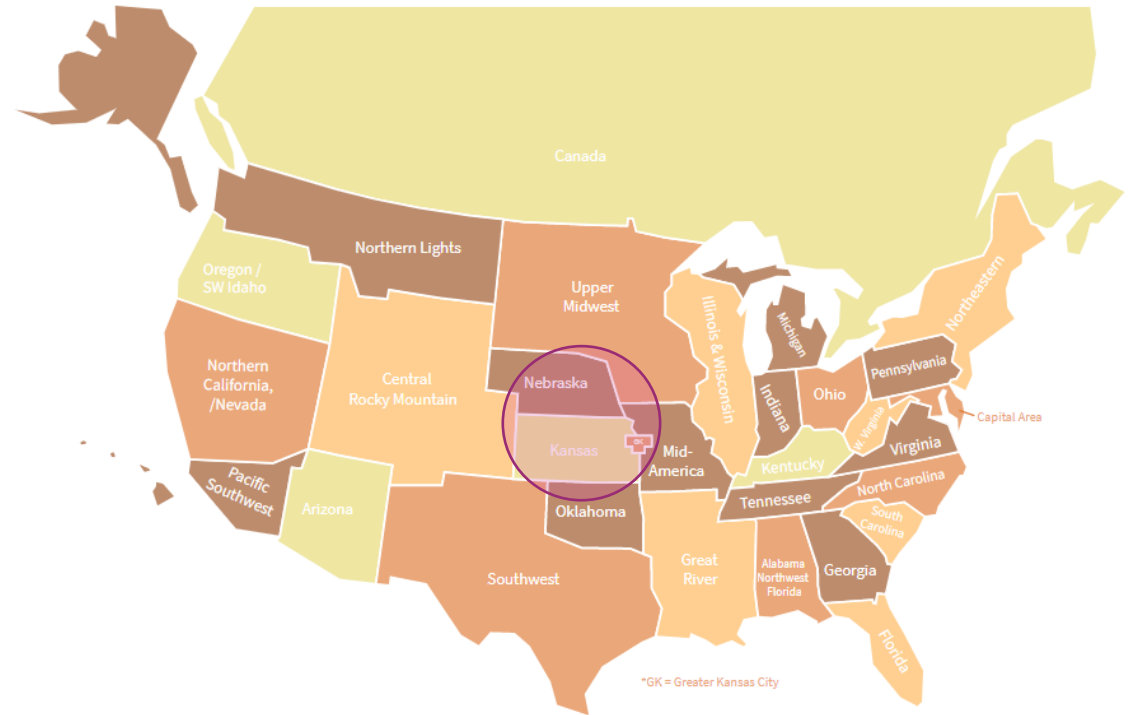 Canada
Northern Lights
Oregon /
SW Idaho
Upper
Midwest
Northeastern
Illinois & Wisconsin
Michigan
Northern
California,
/Nevada
Central
Rocky Mountain
Nebraska
Pennsylvania
Indiana
Ohio
W. Virginia
Capital Area
Kansas
GK
Mid-
America
Kentucky
Virginia
Pacific
Southwest
Arizona
Oklahoma
Tennessee
North Carolina
South
Carolina
Southwest
Great
River
Alabama
Northwest
Florida
Georgia
Florida
*GK = Greater Kansas City